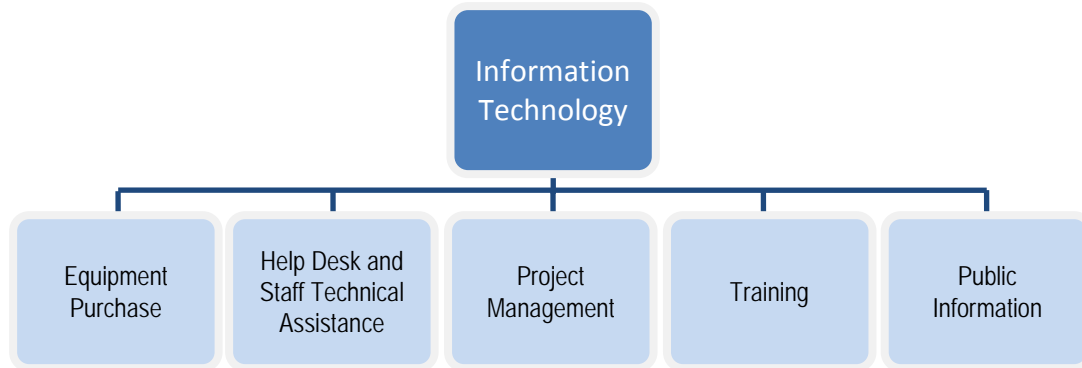 Information
Technology
Equipment
Purchase
Help Desk and
Staff Technical
Assistance
Project
Management
Training
Public
Information